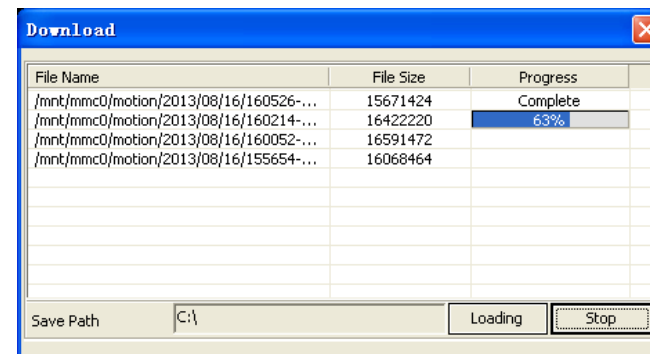 Download
File Name File Size Progress
/mnt/mmc0/motion/2013/08/16/160526-... 15671424 Complete
/mnt/mmc0/motion/2013/08/16/160214-... 16422220 63%
/mnt/mmc0/motion/2013/08/16/160052-... 16591472
/mnt/mmc0/motion/2013/08/16/155654-... 16068464
Save Path C:\ Loading Stop